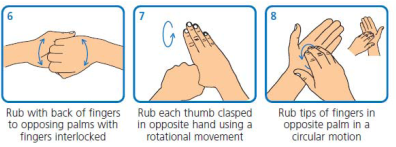 6
Rub with back of fingers
to opposing palms with
fingers interlocked
7
Rub each thumb clasped
in opposite hand using a
rotational movement
8
Rub tips of fingers in
opposite palm in a
circular motion